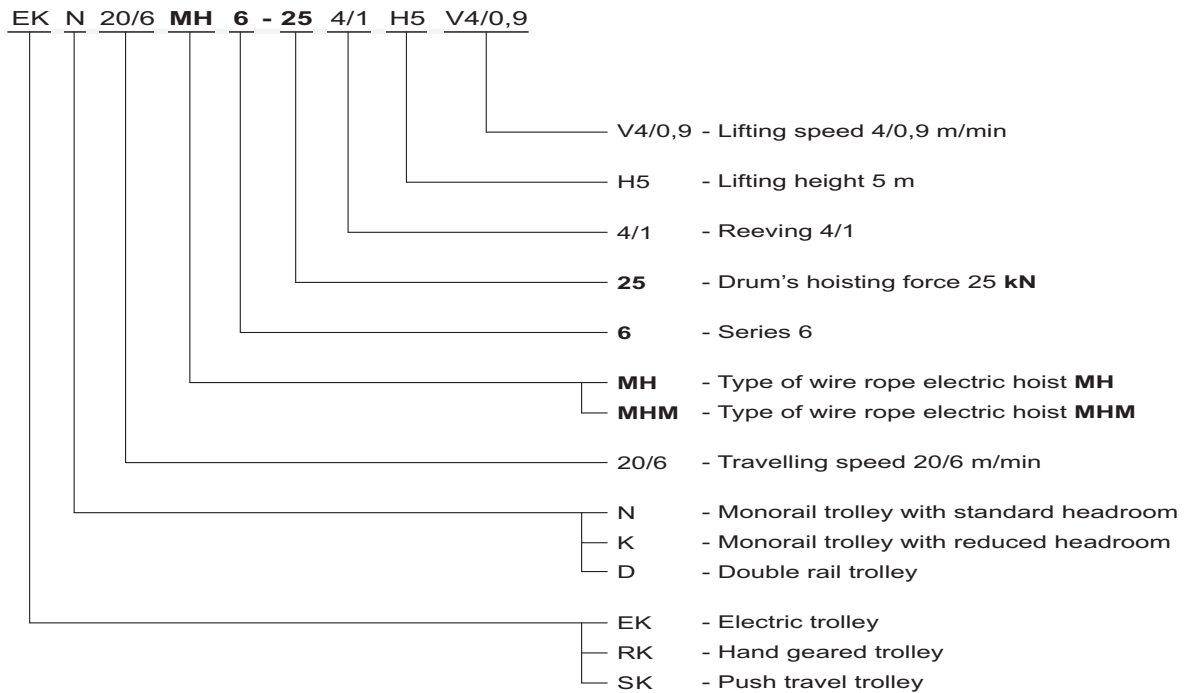 EK N 20/6 MH 6 - 25 4/1 H5 V4/0,9
V4/0,9 - Lifting speed 4/0,9 m/min
H5 - Lifting height 5 m
4/1 - Reeving 4/1
25 - Drum’s hoisting force 25 kN
6 - Series 6
MH - Type of wire rope electric hoist MH
MHM - Type of wire rope electric hoist MHM
20/6 - Travelling speed 20/6 m/min
N - Monorail trolley with standard headroom
K - Monorail trolley with reduced headroom
D - Double rail trolley
EK - Electric trolley
RK - Hand geared trolley
SK - Push travel trolley